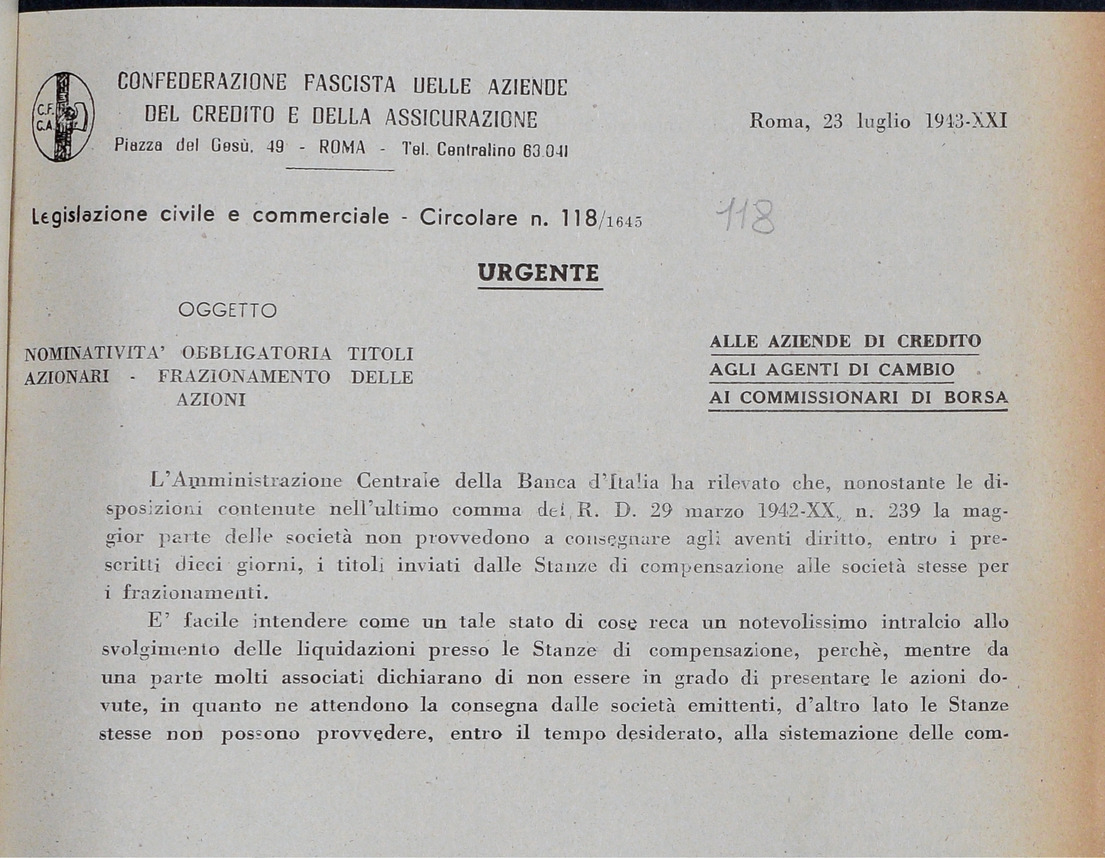 CONFEDERAZIONE FASCISTA DELLE AZIENDE
DEL CREDITO E DELLA ASSICURAZIONE
Piazza del Gesù, 49 - ROMA - Tel. Centralino 63.041
C.F.
C.A.
Roma, 23 luglio 1943-XXI
Legislazione civile e commerciale - Circolare n. 118/1645
118
URGENTE
OGGETTO
NOMINATIVITA' OBBLIGATORIA TITOLI
AZIONARI - FRAZIONAMENTO DELLE
AZIONI
ALLE AZIENDE DI CREDITO
AGLI AGENTI DI CAMBIO
AI COMMISSIONARI DI BORSA
L'Amministrazione Centrale della Banca d'Italia ha rilevato che, nonostante le di-
sposizioni contenute nell'ultimo comma del R. D. 29 marzo 1942-XX, n. 239 la mag-
gior parte delle società non provvedono a consegnare agli aventi diritto, entro i pre-
scritti dieci giorni, i titoli inviati dalle Stanze di compensazione alle società stesse per
i frazionamenti.
E' facile intendere come un tale stato di cose reca un notevolissimo intralcio allo
svolgimento delle liquidazioni presso le Stanze di compensazione, perchè, mentre da
una parte molti associati dichiarano di non essere in grado di presentare le azioni do-
vute, in quanto ne attendono la consegna dalle società emittenti, d'altro lato le Stanze
stesse non possono provvedere, entro il tempo desiderato, alla sistemazione delle com-